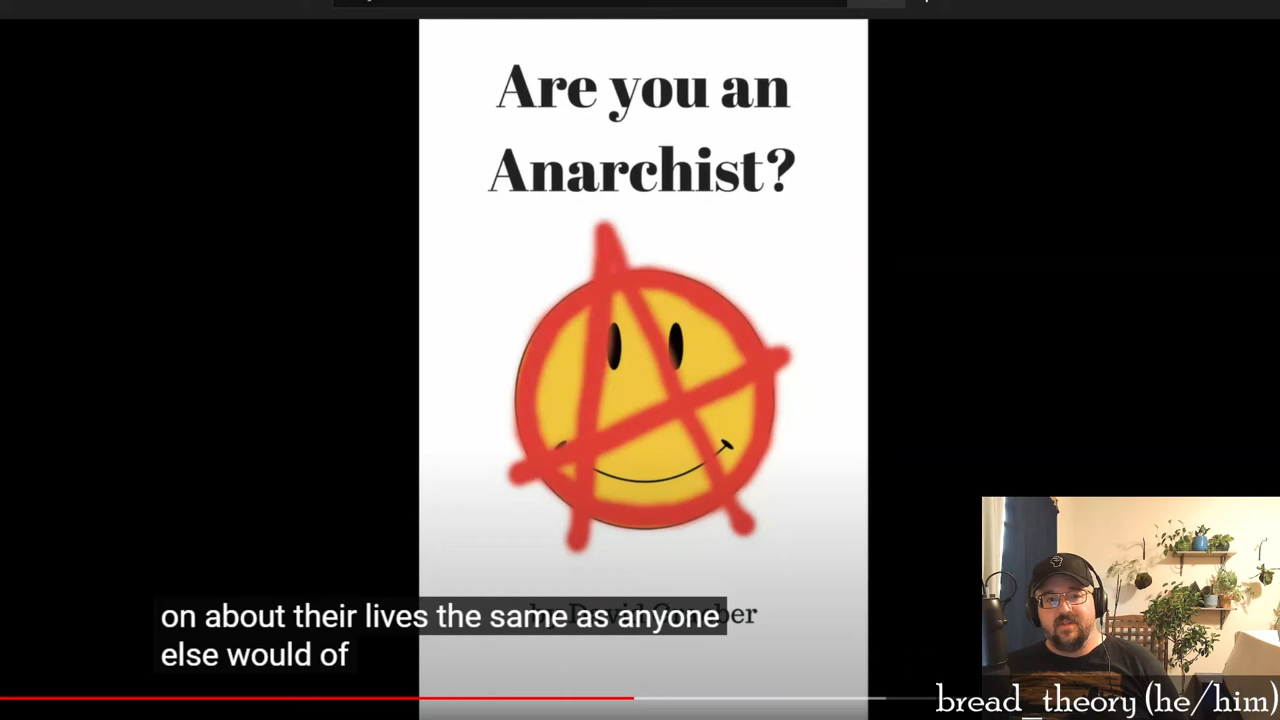 Are you an
Anarchist?
on about their lives the same as anyone
else would of
bread_theory (he/him)